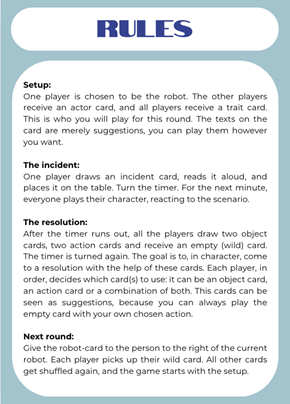 RULES
Setup:
One player is chosen to be the robot. The other players
receive an actor card, and all players receive a trait card.
This is who you will play for this round. The texts on the
card are merely suggestions, you can play them however
you want.
The incident:
One player draws an incident card, reads it aloud, and
places it on the table. Turn the timer. For the next minute,
everyone plays their character, reacting to the scenario.
The resolution:
After the timer runs out, all the players draw two object
cards, two action cards and receive an empty (wild) card.
The timer is turned again. The goal is to, in character, come
to a resolution with the help of these cards. Each player, in
order, decides which card(s) to use: it can be an object card,
an action card or a combination of both. This cards can be
seen as suggestions, because you can always play the
empty card with your own chosen action.
Next round:
Give the robot-card to the person to the right of the current
robot. Each player picks up their wild card. All other cards
get shuffled again, and the game starts with the setup.